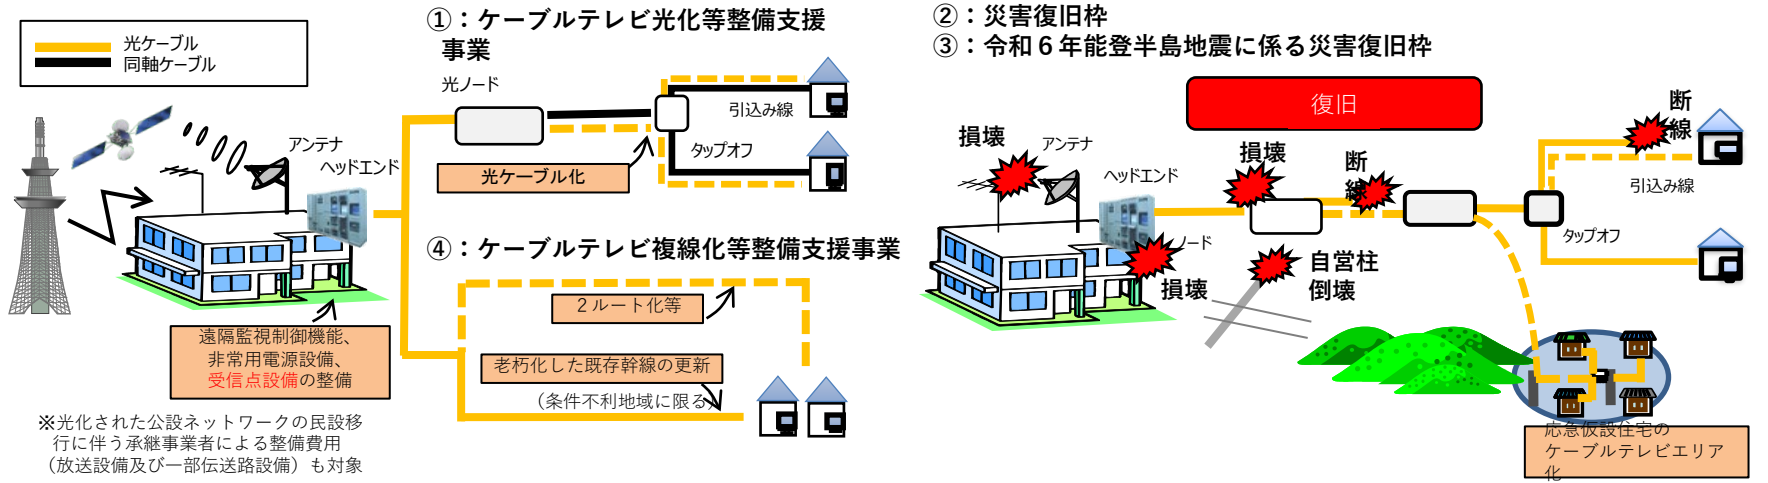 光ケーブル
同軸ケーブル
①：ケーブルテレビ光化等整備支援
事業
光ノード
引込み線
タップオフ
光ケーブル化
アンテナ
ヘッドエンド
④：ケーブルテレビ複線化等整備支援事業
２ルート化等
老朽化した既存幹線の更新
（条件不利地域に限る）
遠隔監視制御機能、
非常用電源設備、
受信点設備の整備
※光化された公設ネットワークの民設移
行に伴う承継事業者による整備費用
（放送設備及び一部伝送路設備）も対象
②：災害復旧枠
③：令和６年能登半島地震に係る災害復旧枠
復旧
損壊
アンテナ
ヘッドエンド
損壊
断
線
断
線
引込み線
タップオフ
ノード
損壊
自営柱
倒壊
応急仮設住宅の
ケーブルテレビエリア
化